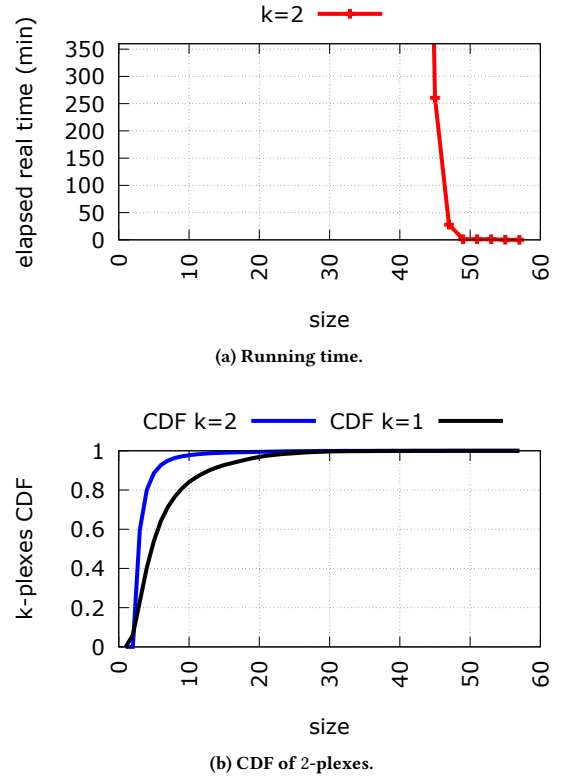 k=2
elapsed real time (min)
350
300
250
200
150
100
50
0
0 10 20 30 40 50 60
size
(a) Running time.
CDF k=2 CDF k=1
k-plexes CDF
1
0.8
0.6
0.4
0.2
0
0 10 20 30 40 50 60
size
(b) CDF of 2-plexes.